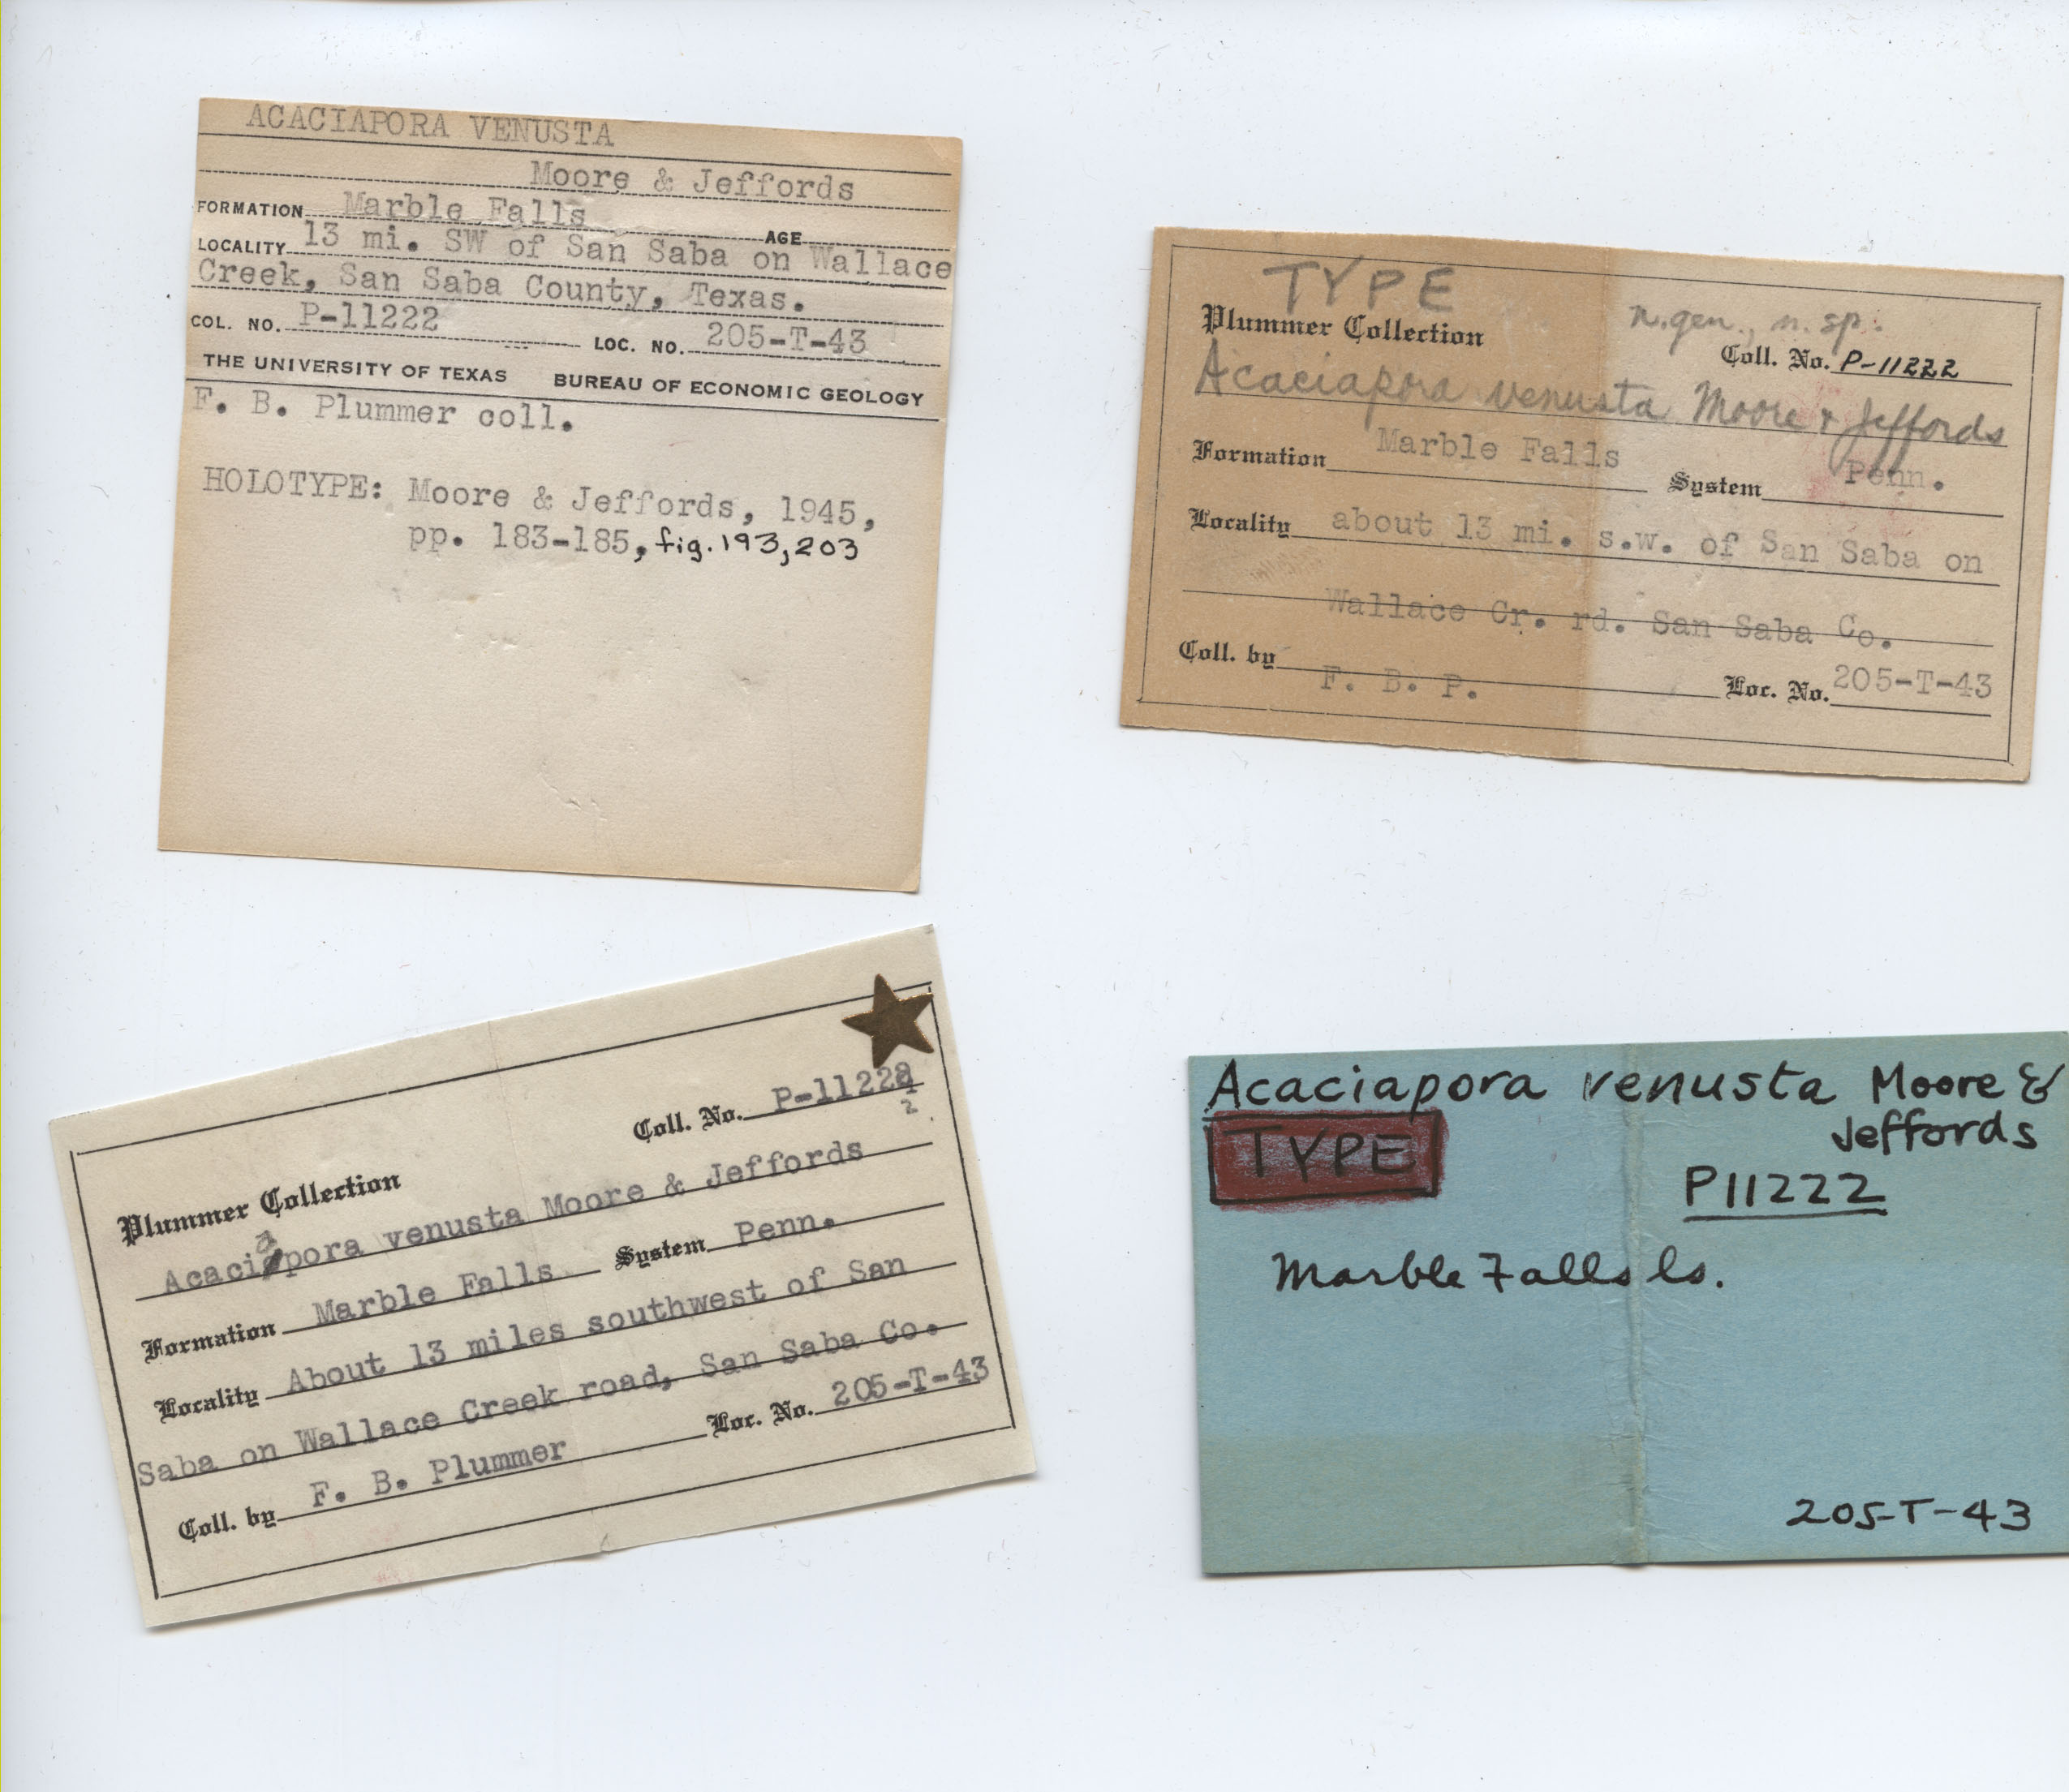 ACACIAPORA VENUSTA
Moore & Jeffords
FORMATION Marble Falls
AGE
LOCALITY 13 mi. SW of San Saba on Wallace
Creek, San Saba County, Texas.
COL. NO. P-11222 LOC. NO. 205-T-43
THE UNIVERSITY OF TEXAS BUREAU OF ECONOMIC GEOLOGY
F. B. Plummer coll.
HOLOTYPE: Moore & Jeffords, 1945,
pp. 183-185, fig. 193, 203
TYPE
n. gen., n. sp.
Plummer Collection Coll. No. P-11222
Acaciapora venusta Moore & Jeffords
Formation Marble Falls System Penn.
Locality about 13 mi. s.w. of San Saba on
Wallace Cr. rd. San Saba Co.
Coll. by F. B. P. Loc. No. 205-T-43
Coll. No. P-11222
Plummer Collection
Acaciapora venusta Moore & Jeffords
Formation Marble Falls System Penn.
Locality About 13 miles southwest of San
Saba on Wallace Creek road, San Saba Co.
Coll. by F. B. Plummer Loc. No. 205-T-43
Acaciapora venusta Moore &
Jeffords
TYPE
P11222
Marble Falls ls.
205-T-43